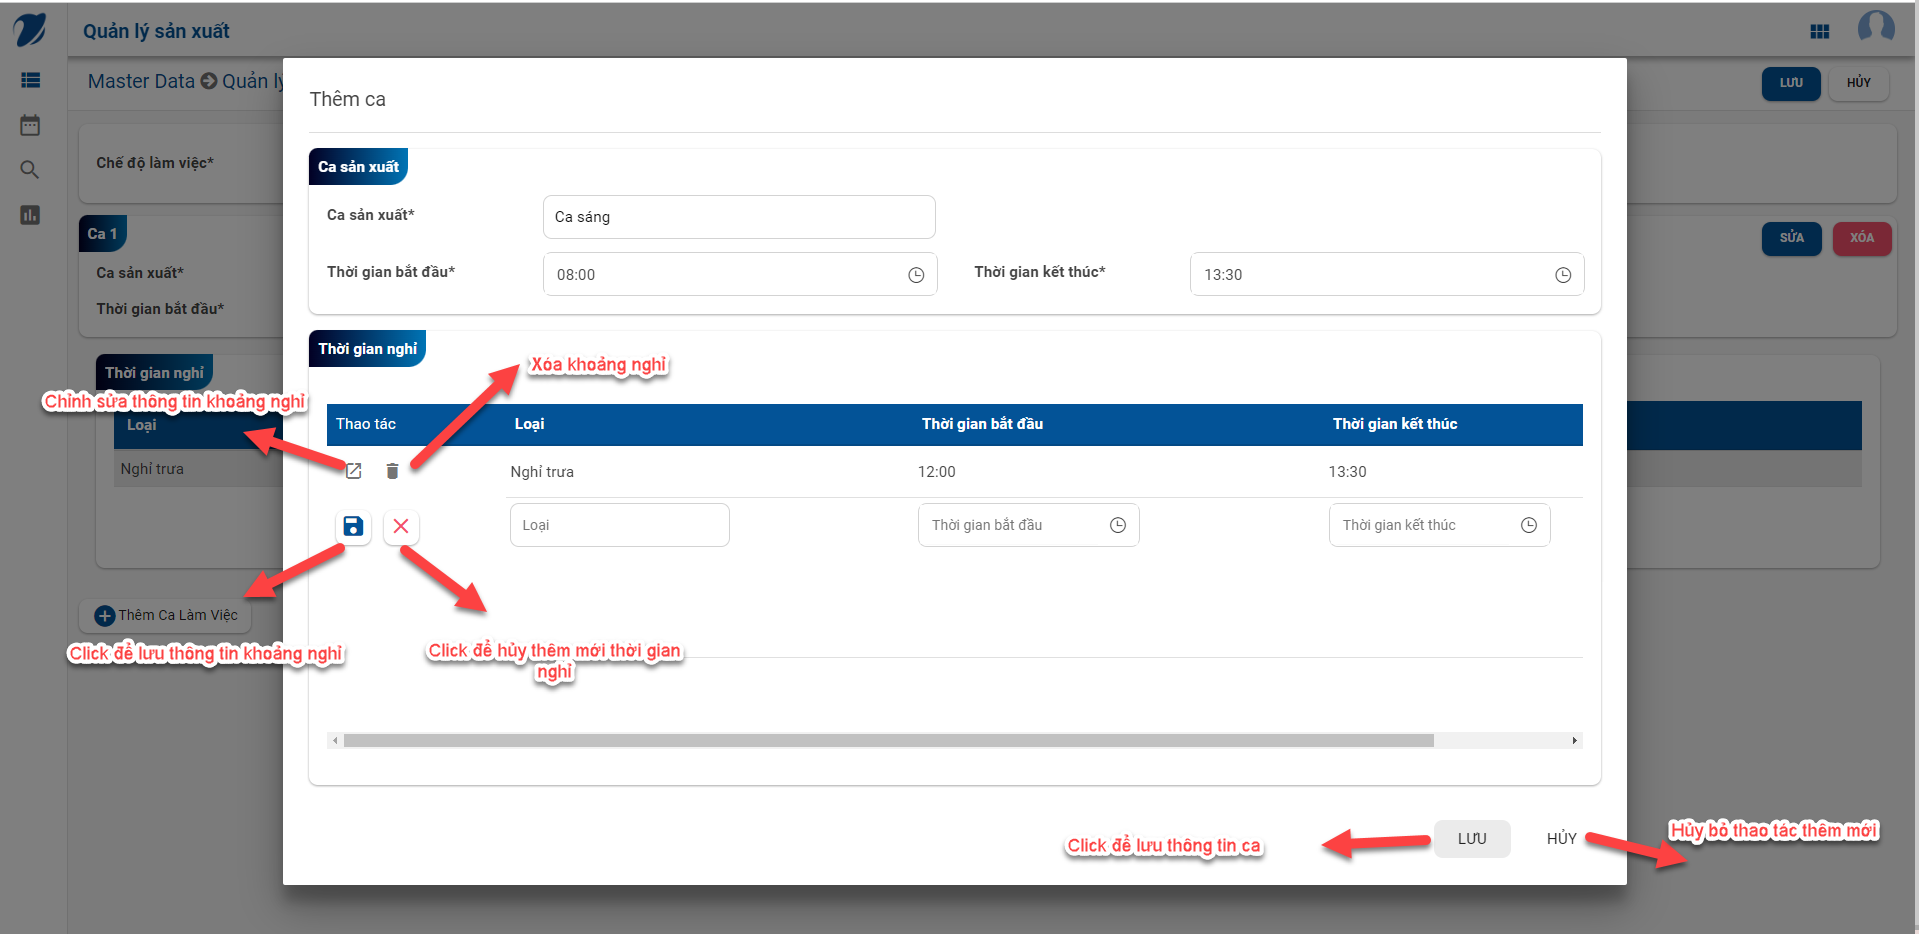 Quản lý sản xuất
Master Data Quản lý
LƯU
HỦY
Chế độ làm việc*
Ca 1
SỬA
XÓA
Ca sản xuất*
Thời gian bắt đầu*
Thời gian nghỉ
Loại
Nghỉ trưa
Thêm Ca Làm Việc
Thêm ca
Ca sản xuất
Ca sản xuất*
Ca sáng
Thời gian bắt đầu*
08:00
Thời gian kết thúc*
13:30
Thời gian nghỉ
Xóa khoảng nghỉ
Chỉnh sửa thông tin khoảng nghỉ
Thao tác
Loại
Thời gian bắt đầu
Thời gian kết thúc
Nghỉ trưa
12:00
13:30
Loại
Thời gian bắt đầu
Thời gian kết thúc
Click để lưu thông tin khoảng nghỉ
Click để hủy thêm mới thời gian
nghỉ
Click để lưu thông tin ca
LƯU
HỦY
Hủy bỏ thao tác thêm mới